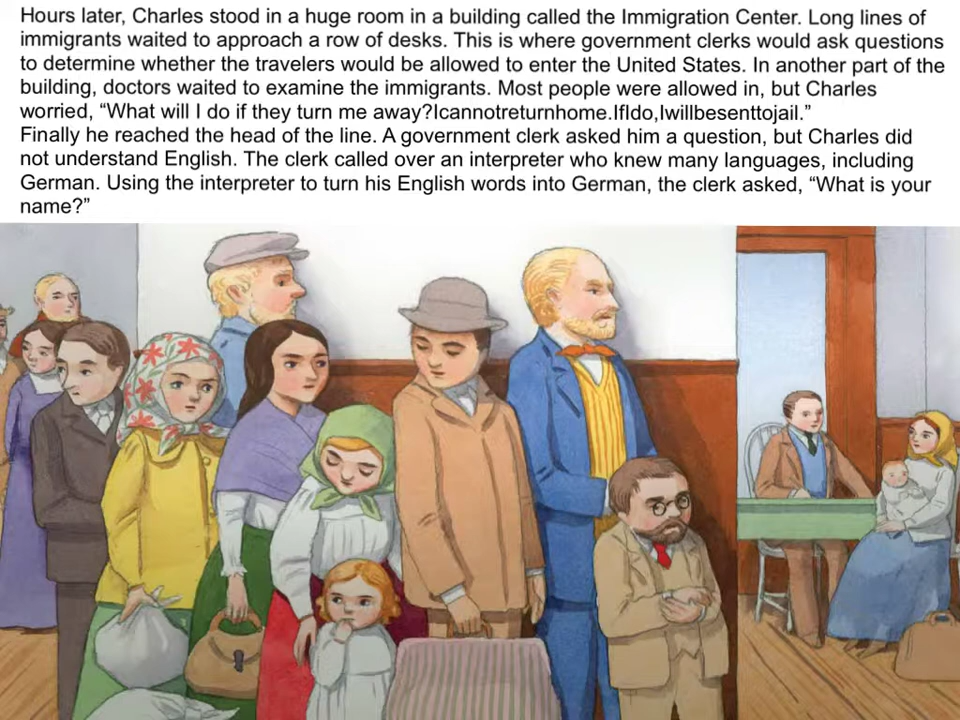 Hours later, Charles stood in a huge room in a building called the Immigration Center. Long lines of
immigrants waited to approach a row of desks. This is where government clerks would ask questions
to determine whether the travelers would be allowed to enter the United States. In another part of the
building, doctors waited to examine the immigrants. Most people were allowed in, but Charles
worried, “What will I do if they turn me away?Icannotreturnhome.IfIdo,Iwillbesenttojail.”
Finally he reached the head of the line. A government clerk asked him a question, but Charles did
not understand English. The clerk called over an interpreter who knew many languages, including
German. Using the interpreter to turn his English words into German, the clerk asked, “What is your
name?”